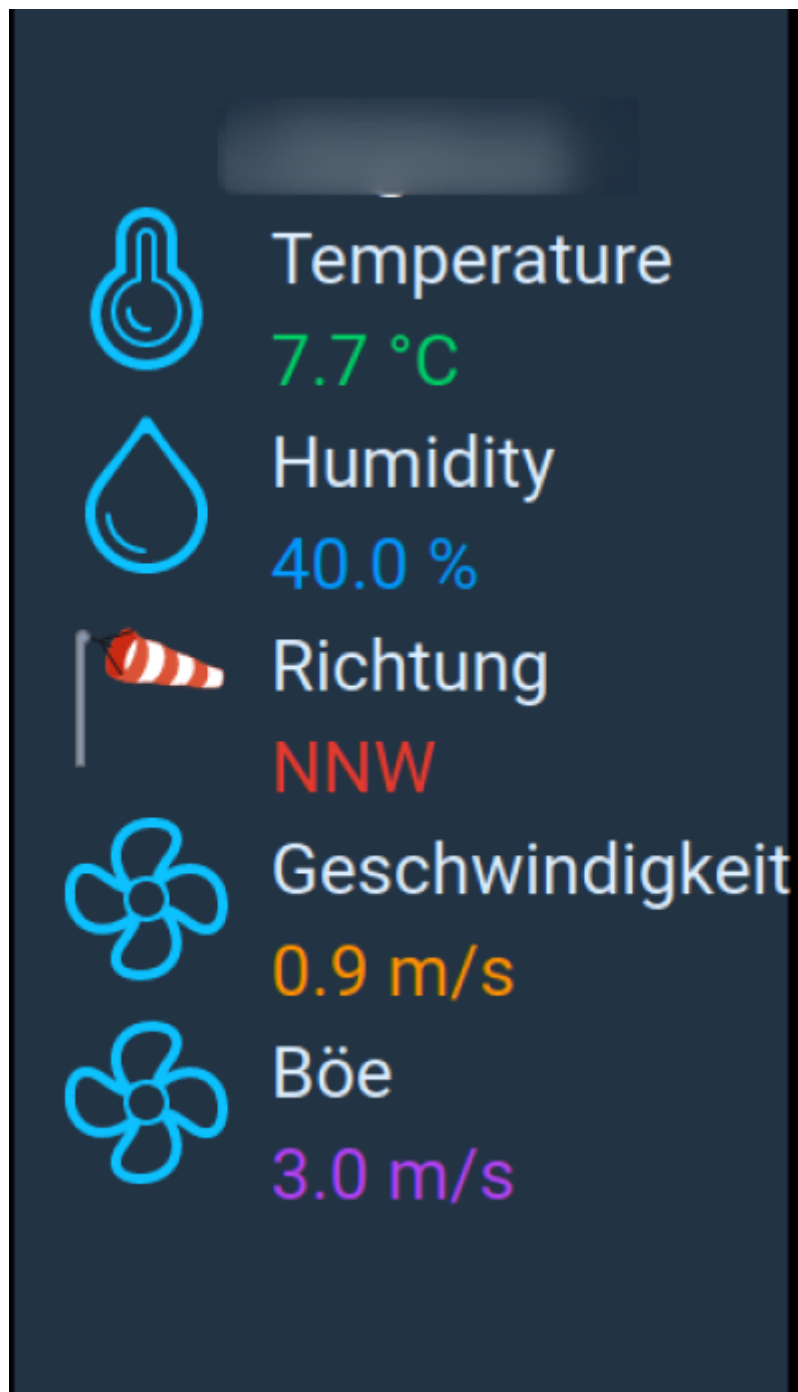 Temperature
7.7 °C
Humidity
40.0 %
Richtung
NNW
Geschwindigkeit
0.9 m/s
Böe
3.0 m/s